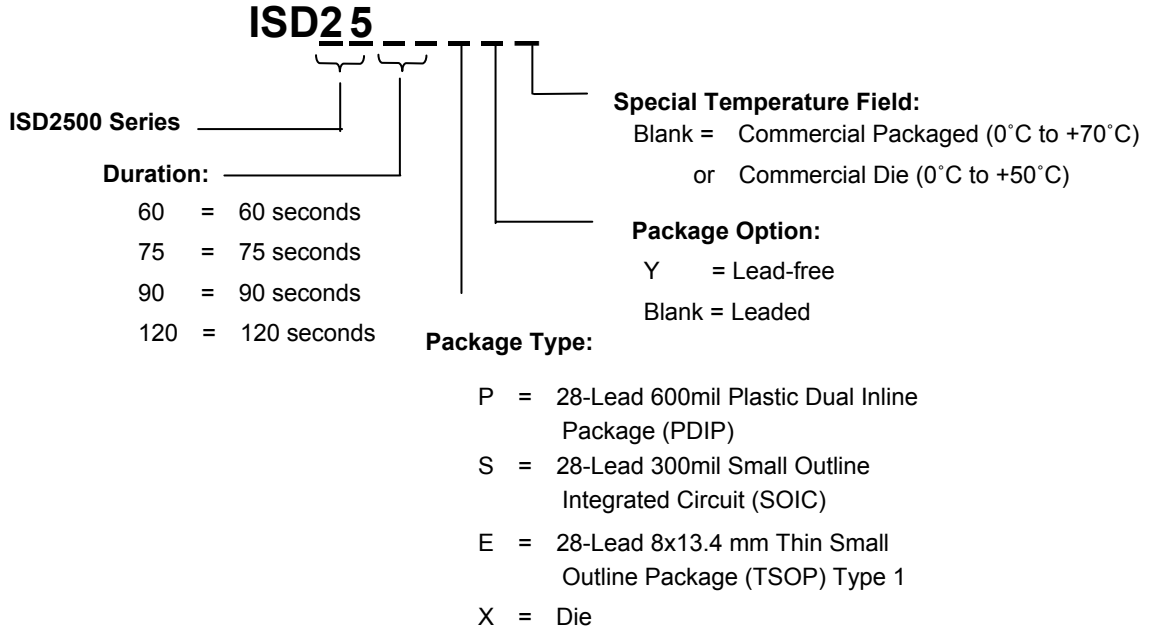 ISD25
ISD2500 Series
Duration:
60 = 60 seconds
75 = 75 seconds
90 = 90 seconds
120 = 120 seconds
Special Temperature Field:
Blank = Commercial Packaged (0˚C to +70˚C)
or Commercial Die (0˚C to +50˚C)
Package Option:
Y = Lead-free
Blank = Leaded
Package Type:
P = 28-Lead 600mil Plastic Dual Inline
Package (PDIP)
S = 28-Lead 300mil Small Outline
Integrated Circuit (SOIC)
E = 28-Lead 8x13.4 mm Thin Small
Outline Package (TSOP) Type 1
X = Die